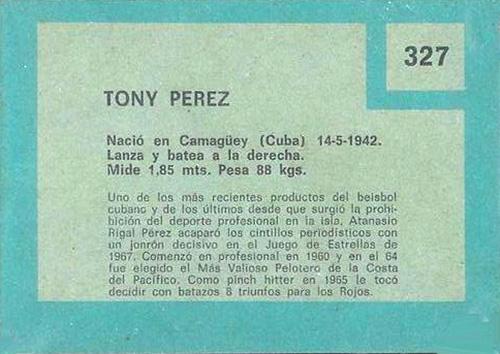 327
TONY PEREZ
Nació en Camagüey (Cuba) 14-5-1942.
Lanza y batea a la derecha.
Mide 1,85 mts. Pesa 88 kgs.
Uno de los más recientes productos del beisbol
cubano y de los últimos desde que surgió la prohi-
bición del deporte profesional en la isla, Atanasio
Rigal Pérez acaparó los cintillos periodísticos con
un jonrón decisivo en el Juego de Estrellas de
1967. Comenzó en profesional en 1960 y en el 64
fue elegido el Más Valioso Pelotero de la Costa
del Pacífico. Como pinch hitter en 1965 le tocó
decidir con batazos 8 triunfos para los Rojos.